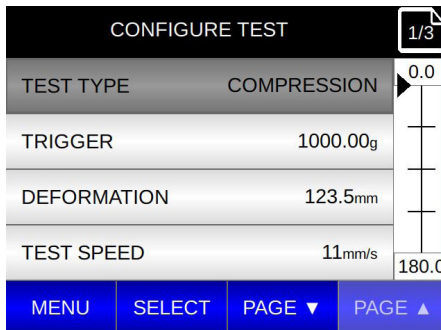 CONFIGURE TEST
1/3
TEST TYPE COMPRESSION
0.0
TRIGGER 1000.00g
DEFORMATION 123.5mm
TEST SPEED 11mm/s
180.0
MENU SELECT PAGE ▼ PAGE ▲